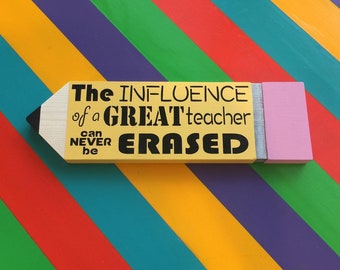 The INFLUENCE
of a GREAT teacher
can NEVER be ERASED